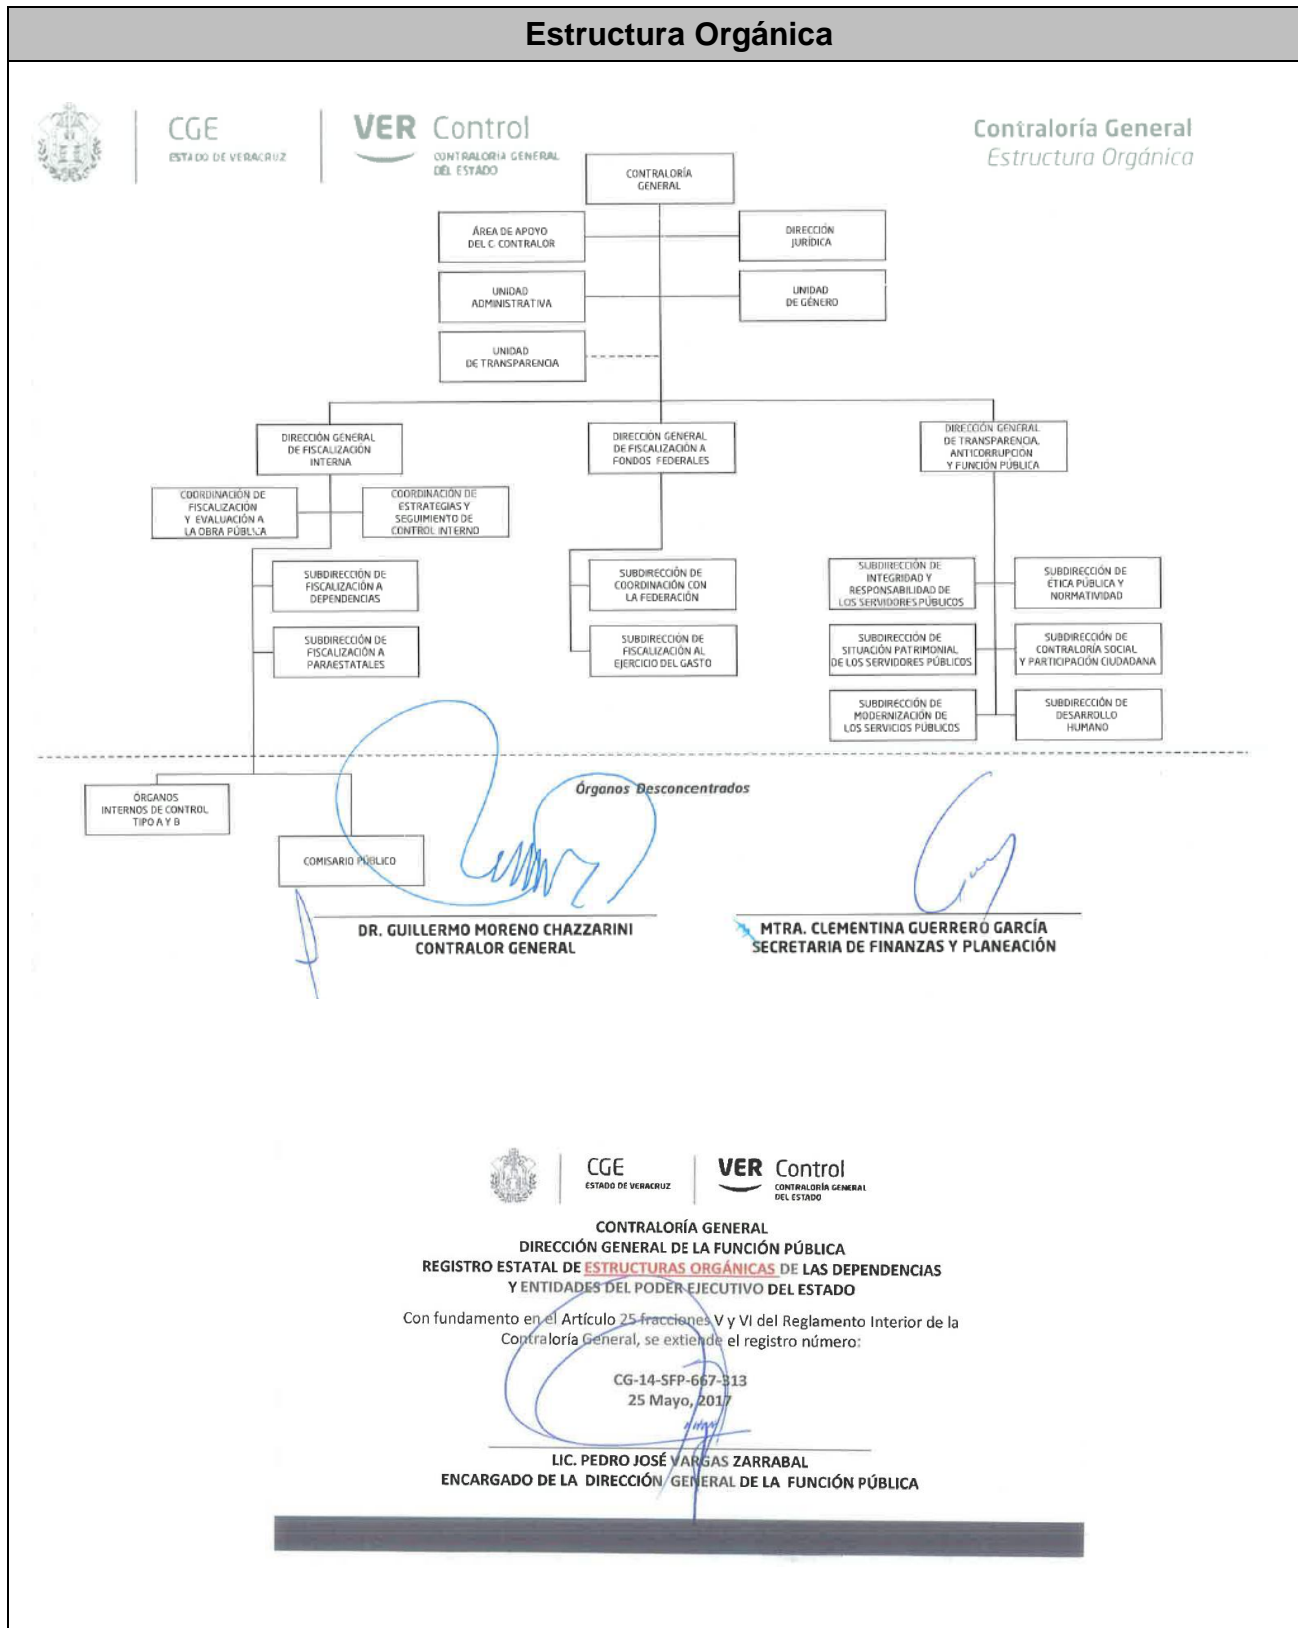 Estructura Orgánica
CGE
ESTADO DE VERACRUZ
VER Control
CONTRALORÍA GENERAL
DEL ESTADO
Contraloría General
Estructura Orgánica
CONTRALORÍA
GENERAL
ÁREA DE APOYO
DEL C. CONTRALOR
DIRECCIÓN
JURÍDICA
UNIDAD
ADMINISTRATIVA
UNIDAD
DE GÉNERO
UNIDAD
DE TRANSPARENCIA
DIRECCIÓN GENERAL
DE FISCALIZACIÓN
INTERNA
DIRECCIÓN GENERAL
DE FISCALIZACIÓN A
FONDOS FEDERALES
DIRECCIÓN GENERAL
DE TRANSPARENCIA,
ANTICORRUPCIÓN
Y FUNCIÓN PÚBLICA
COORDINACIÓN DE
FISCALIZACIÓN
Y EVALUACIÓN A
LA OBRA PÚBLICA
COORDINACIÓN DE
ESTRATEGIAS Y
SEGUIMIENTO DE
CONTROL INTERNO
SUBDIRECCIÓN DE
FISCALIZACIÓN A
DEPENDENCIAS
SUBDIRECCIÓN DE
COORDINACIÓN CON
LA FEDERACIÓN
SUBDIRECCIÓN DE
INTEGRIDAD Y
RESPONSABILIDAD DE
LOS SERVIDORES PÚBLICOS
SUBDIRECCIÓN DE
ÉTICA PÚBLICA Y
NORMATIVIDAD
SUBDIRECCIÓN DE
FISCALIZACIÓN A
PARAESTATALES
SUBDIRECCIÓN DE
FISCALIZACIÓN AL
EJERCICIO DEL GASTO
SUBDIRECCIÓN DE
SITUACIÓN PATRIMONIAL
DE LOS SERVIDORES PÚBLICOS
SUBDIRECCIÓN DE
CONTRALORÍA SOCIAL
Y PARTICIPACIÓN CIUDADANA
SUBDIRECCIÓN DE
MODERNIZACIÓN DE
LOS SERVICIOS PÚBLICOS
SUBDIRECCIÓN DE
DESARROLLO
HUMANO
Órganos Desconcentrados
ÓRGANOS
INTERNOS DE CONTROL
TIPO A Y B
COMISARIO PÚBLICO
DR. GUILLERMO MORENO CHAZZARINI
CONTRALOR GENERAL
MTRA. CLEMENTINA GUERRERO GARCÍA
SECRETARIA DE FINANZAS Y PLANEACIÓN
CGE
ESTADO DE VERACRUZ
VER Control
CONTRALORÍA GENERAL
DEL ESTADO
CONTRALORÍA GENERAL
DIRECCIÓN GENERAL DE LA FUNCIÓN PÚBLICA
REGISTRO ESTATAL DE ESTRUCTURAS ORGÁNICAS DE LAS DEPENDENCIAS
Y ENTIDADES DEL PODER EJECUTIVO DEL ESTADO
Con fundamento en el Artículo 25 fracciones V y VI del Reglamento Interior de la
Contraloría General, se extiende el registro número:
CG-14-SFP-667-313
25 Mayo, 2017
LIC. PEDRO JOSÉ VARGAS ZARRABAL
ENCARGADO DE LA DIRECCIÓN GENERAL DE LA FUNCIÓN PÚBLICA